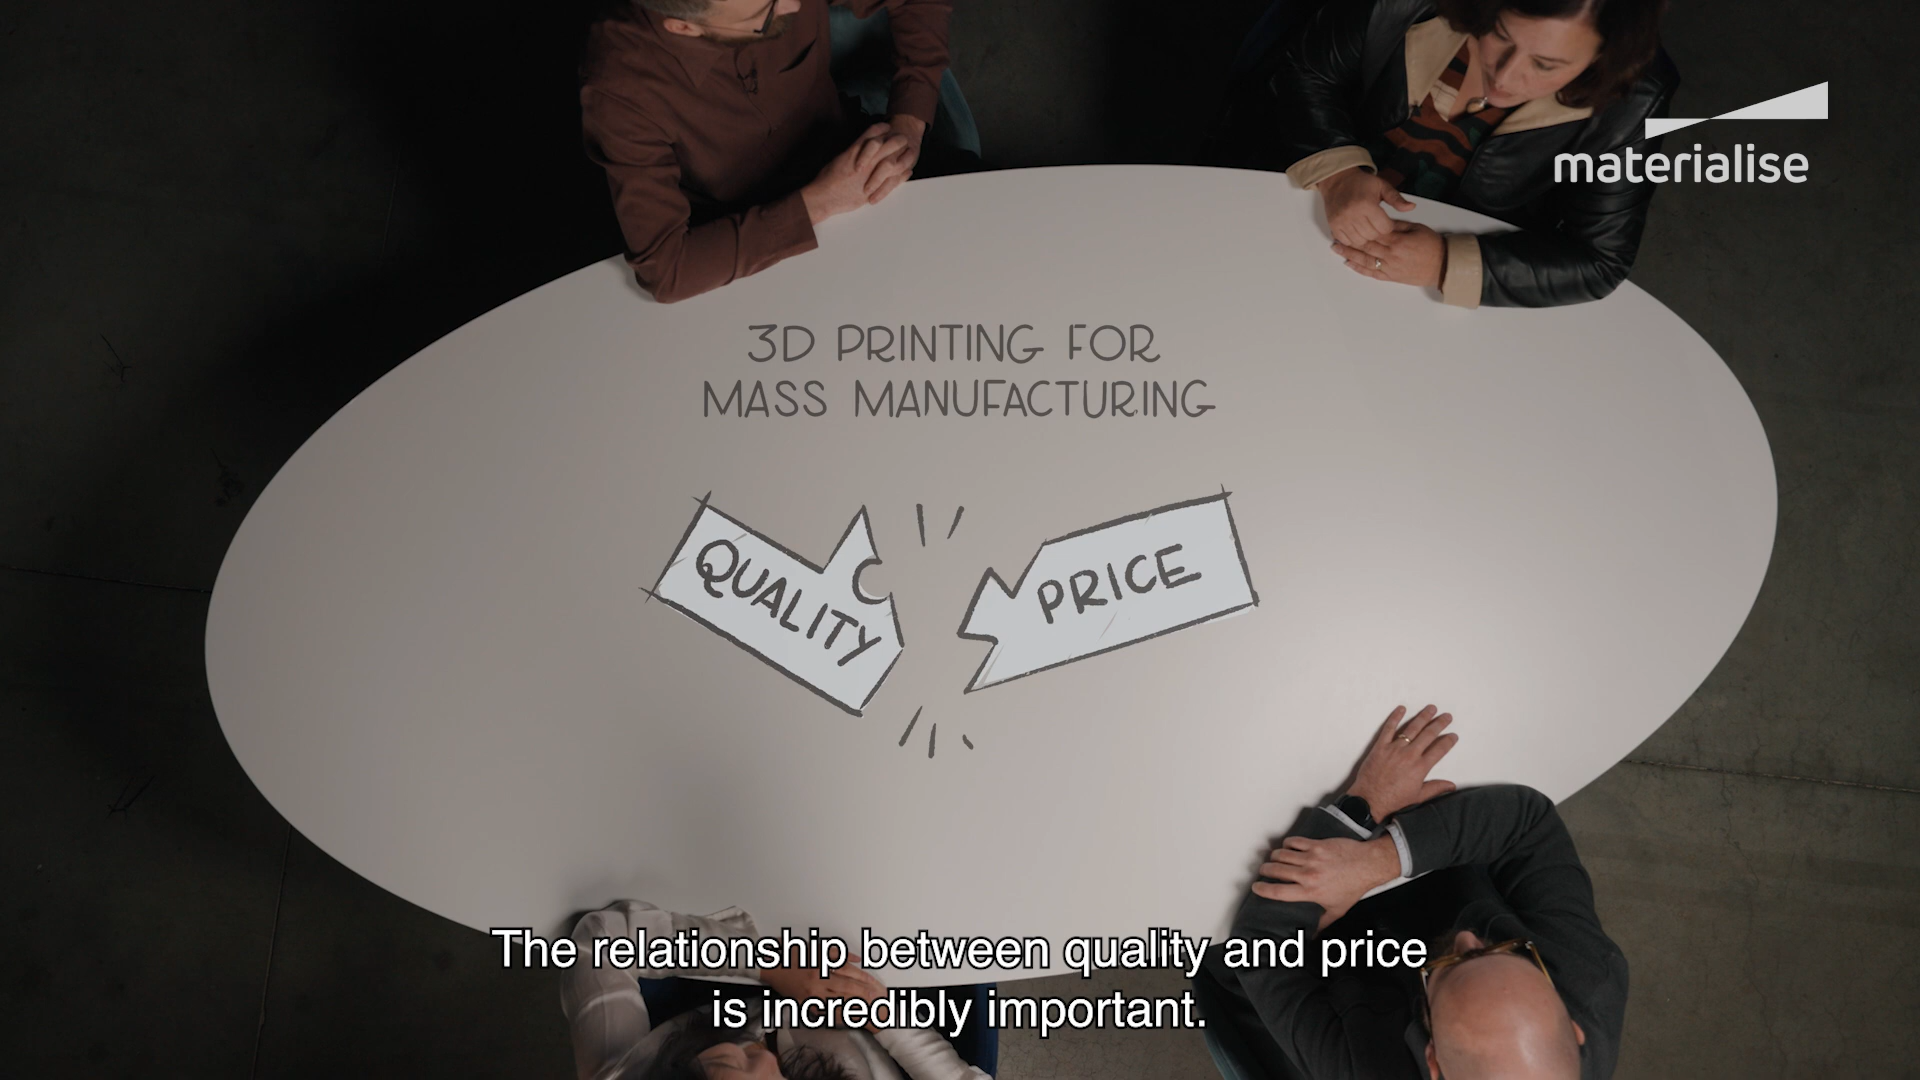 materialise
3D PRINTING FOR
MASS MANUFACTURING
QUALITY
PRICE
The relationship between quality and price
is incredibly important.